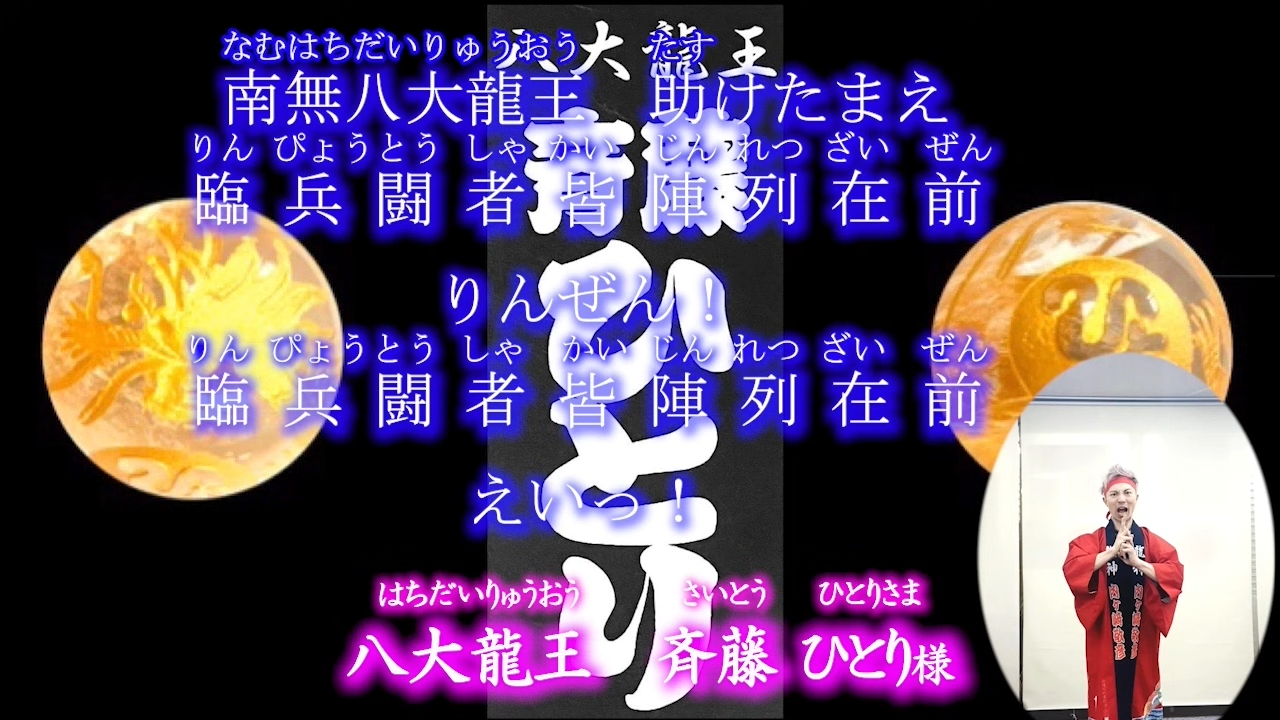 八大龍王
斉藤ひとり
なむはちだいりゅうおう たす
南無八大龍王 助けたまえ
りん ぴょうとう しゃ かい じん れつ ざい ぜん
臨兵闘者皆陣列在前
りんぜん!
りん ぴょうとう しゃ かい じん れつ ざい ぜん
臨兵闘者皆陣列在前
えいっ!
はちだいりゅうおう さいとう ひとりさま
八大龍王 斉藤 ひとり様